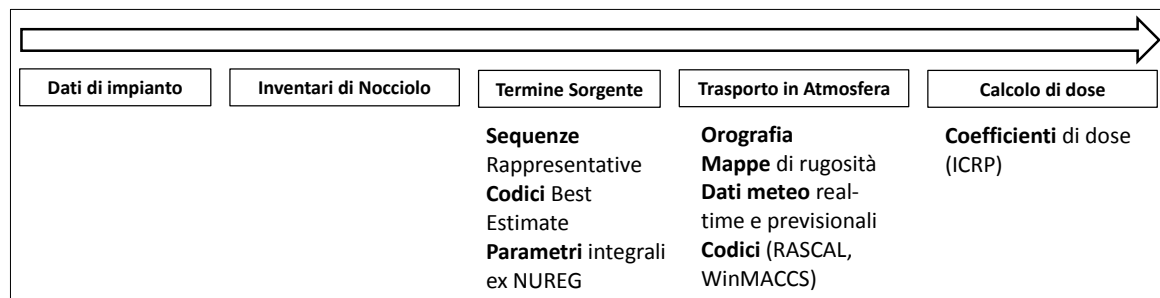 Dati di impianto
Inventari di Nocciolo
Termine Sorgente
Trasporto in Atmosfera
Calcolo di dose
Sequenze
Rappresentative
Codici Best
Estimate
Parametri integrali
ex NUREG
Orografia
Mappe di rugosità
Dati meteo real-
time e previsionali
Codici (RASCAL,
WinMACCS)
Coefficienti di dose
(ICRP)